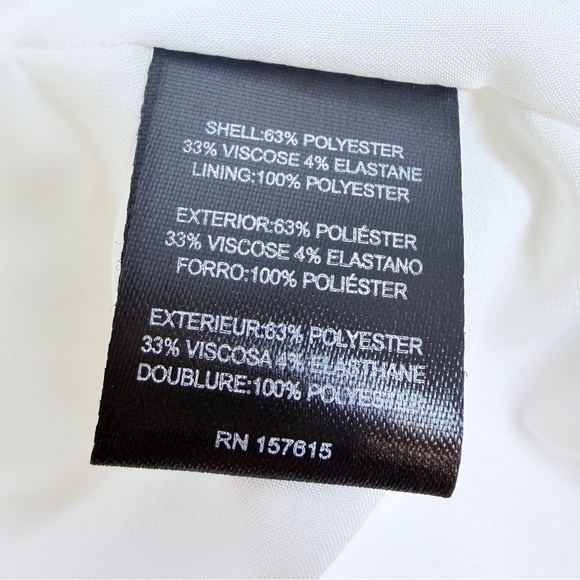 SHELL:63% POLYESTER
33% VISCOSE 4% ELASTANE
LINING:100% POLYESTER
EXTERIOR:63% POLIÉSTER
33% VISCOSE 4% ELASTANO
FORRO:100% POLIÉSTER
EXTERIEUR:63% POLYESTER
33% VISCOSA 4% ELASTHANE
DOUBLURE:100% POLYESTER
RN 157615